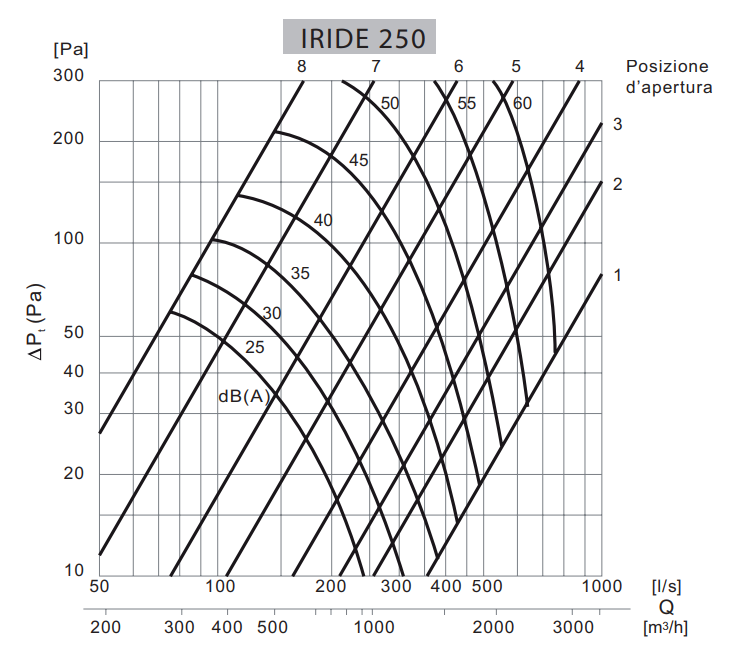 IRIDE 250
[Pa]
8 7 6 5 4 Posizione
d'apertura
300
50 55 60
3
200
45
2
40
100
35
1
30
50
25
40
dB(A)
30
20
10
ΔPt (Pa)
50 100 200 300 400 500 1000 [l/s]
Q
200 300 400 500 1000 2000 3000 [m³/h]